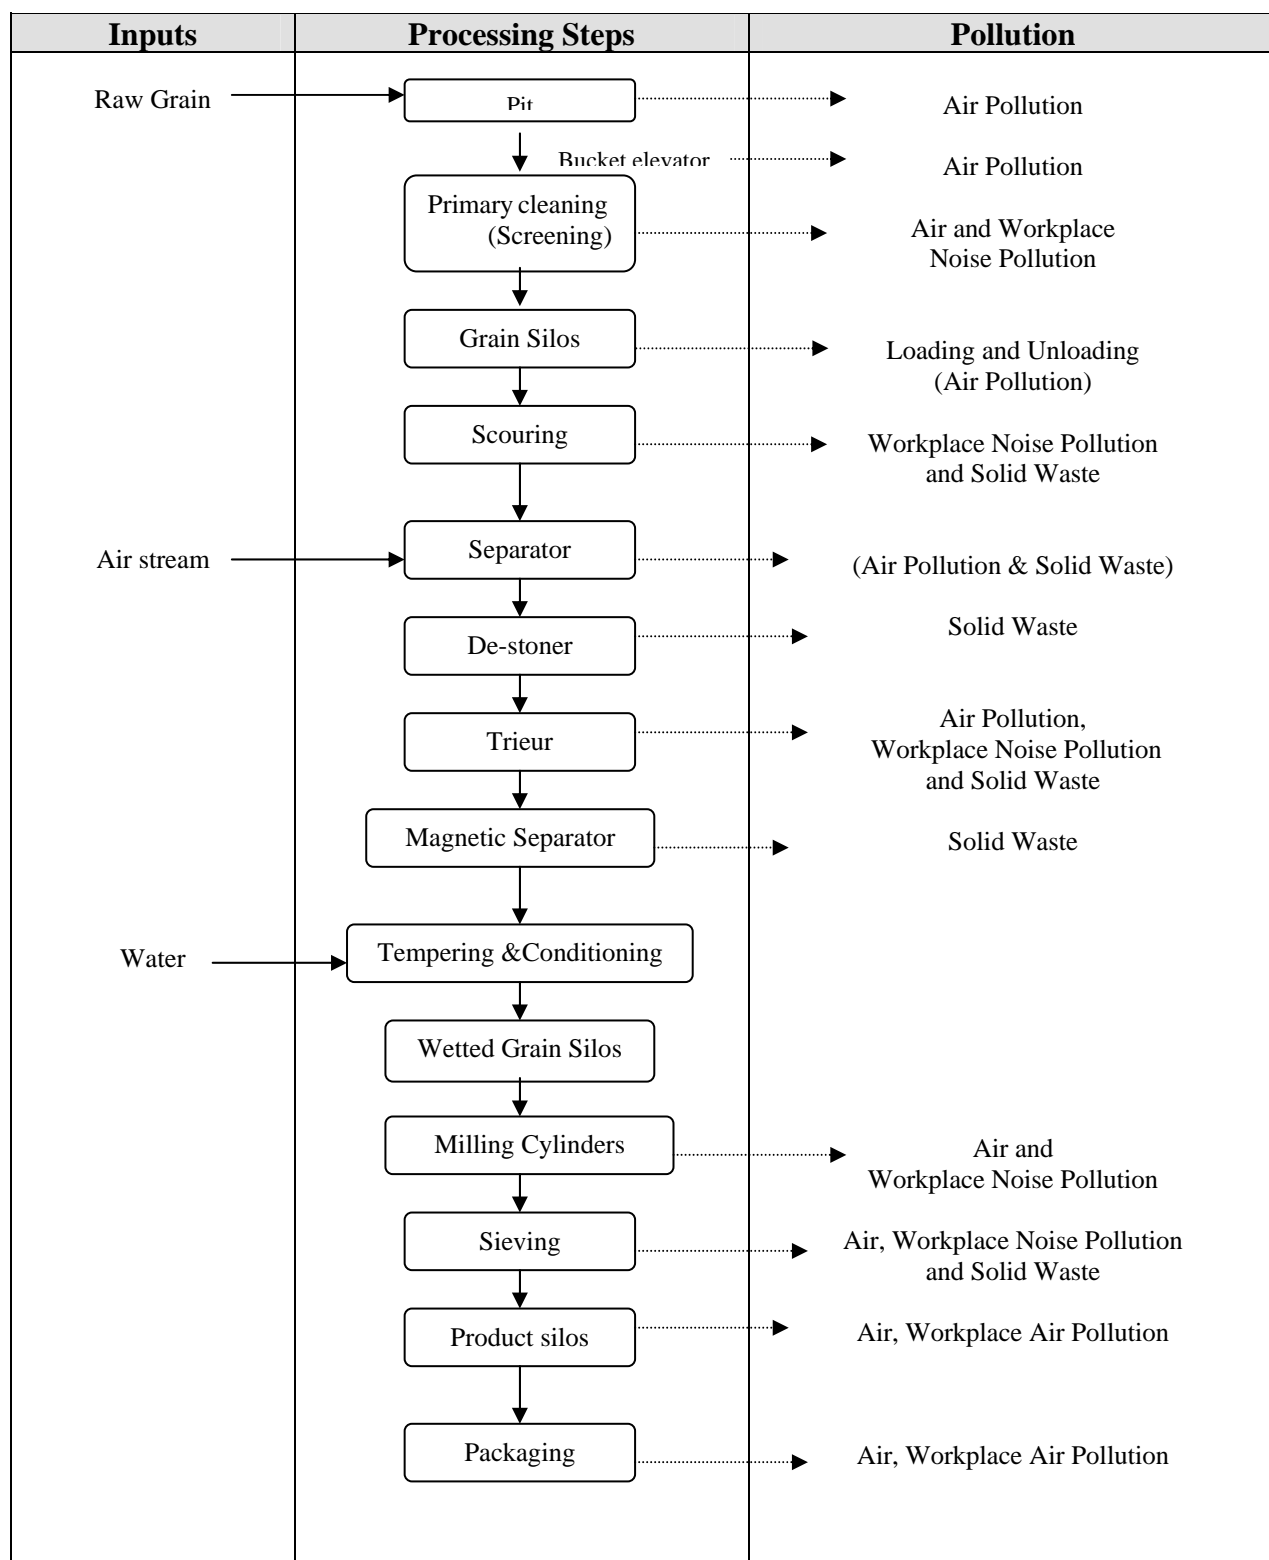 Inputs
Processing Steps
Pollution
Raw Grain
Pit
Air Pollution
Bucket elevator
Air Pollution
Primary cleaning
(Screening)
Air and Workplace
Noise Pollution
Grain Silos
Loading and Unloading
(Air Pollution)
Scouring
Workplace Noise Pollution
and Solid Waste
Air stream
Separator
(Air Pollution & Solid Waste)
De-stoner
Solid Waste
Trieur
Air Pollution,
Workplace Noise Pollution
and Solid Waste
Magnetic Separator
Solid Waste
Water
Tempering &Conditioning
Wetted Grain Silos
Milling Cylinders
Air and
Workplace Noise Pollution
Sieving
Air, Workplace Noise Pollution
and Solid Waste
Product silos
Air, Workplace Air Pollution
Packaging
Air, Workplace Air Pollution